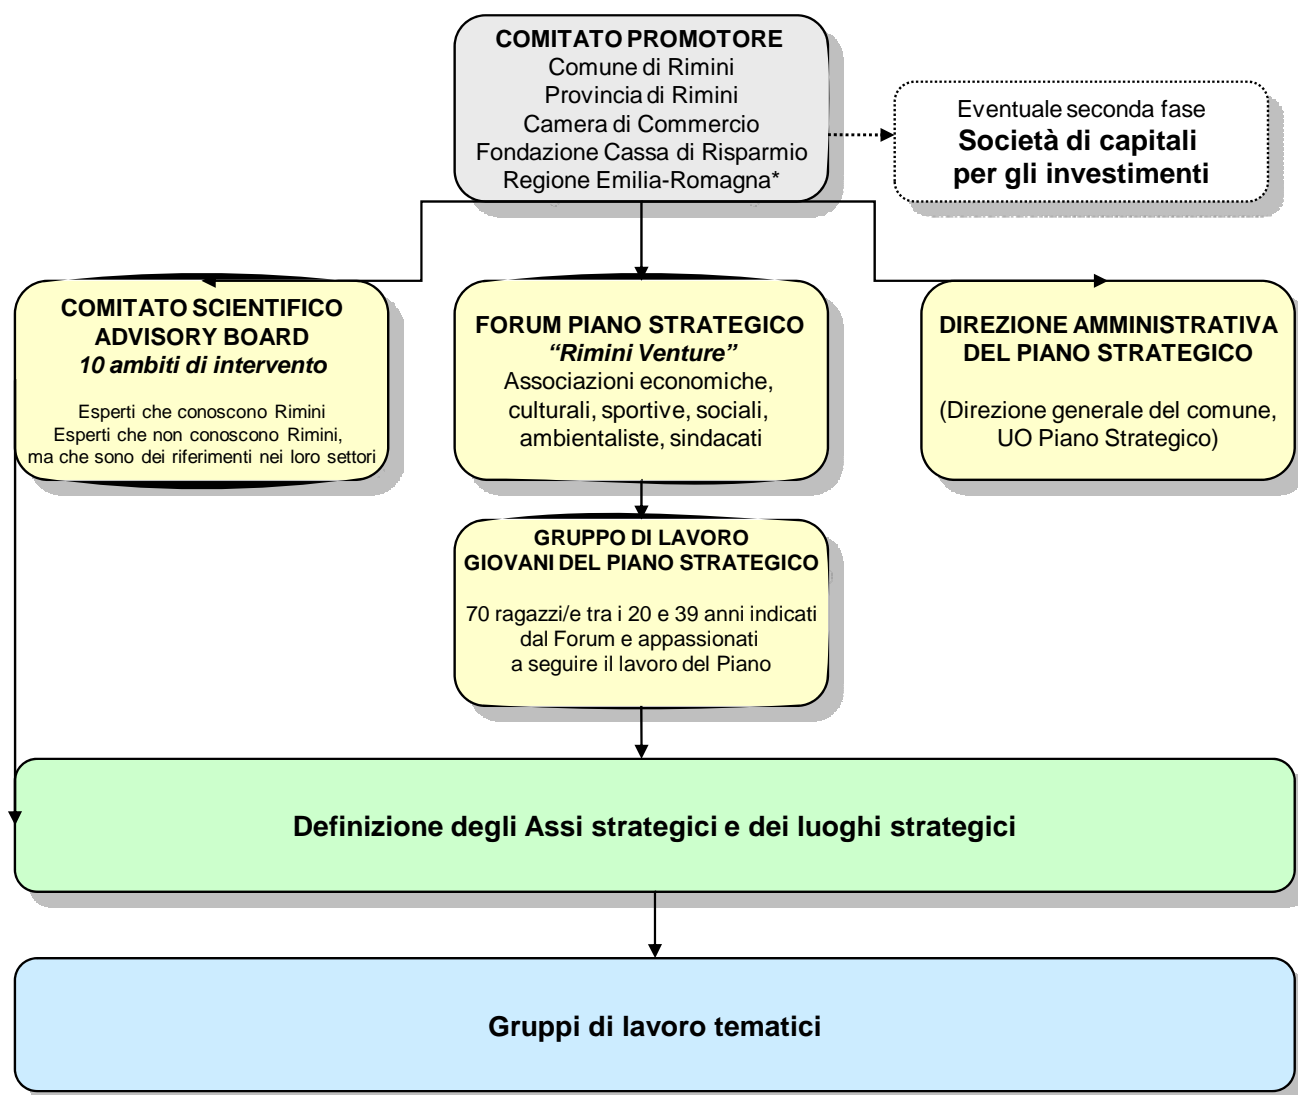 COMITATO PROMOTORE
Comune di Rimini
Provincia di Rimini
Camera di Commercio
Fondazione Cassa di Risparmio
Regione Emilia-Romagna*
Eventuale seconda fase
Società di capitali
per gli investimenti
COMITATO SCIENTIFICO
ADVISORY BOARD
10 ambiti di intervento
Esperti che conoscono Rimini
Esperti che non conoscono Rimini,
ma che sono dei riferimenti nei loro settori
FORUM PIANO STRATEGICO
“Rimini Venture”
Associazioni economiche,
culturali, sportive, sociali,
ambientaliste, sindacati
DIREZIONE AMMINISTRATIVA
DEL PIANO STRATEGICO
(Direzione generale del comune,
UO Piano Strategico)
GRUPPO DI LAVORO
GIOVANI DEL PIANO STRATEGICO
70 ragazzi/e tra i 20 e 39 anni indicati
dal Forum e appassionati
a seguire il lavoro del Piano
Definizione degli Assi strategici e dei luoghi strategici
Gruppi di lavoro tematici